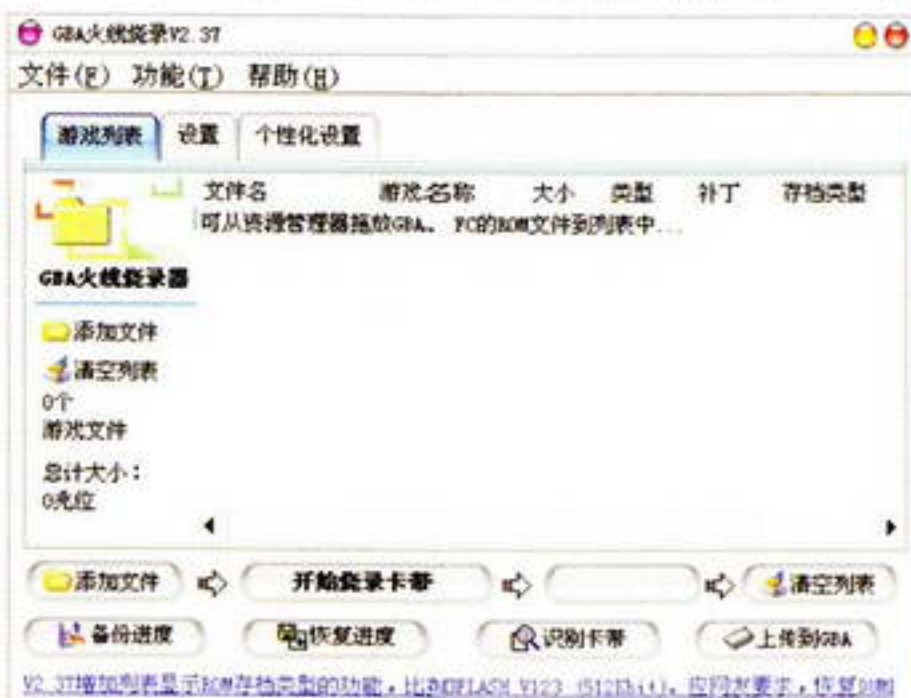 GBA火线烧录V2.37
文件(F) 功能(T) 帮助(H)
游戏列表 设置 个性化设置
文件名 游戏名称 大小 类型 补丁 存档类型
可从资源管理器拖放GBA。FC的ROM文件到列表中...
GBA火线烧录器
添加文件
清空列表
0个
游戏文件
总计大小:
0兆位
添加文件 开始烧录卡带 清空列表
备份进度 恢复进度 识别卡带 上传到GBA
V2.37增加列表显示ROM存档类型的功能,比如FLASH_V123 (512Kbit)。应网友要求,恢复